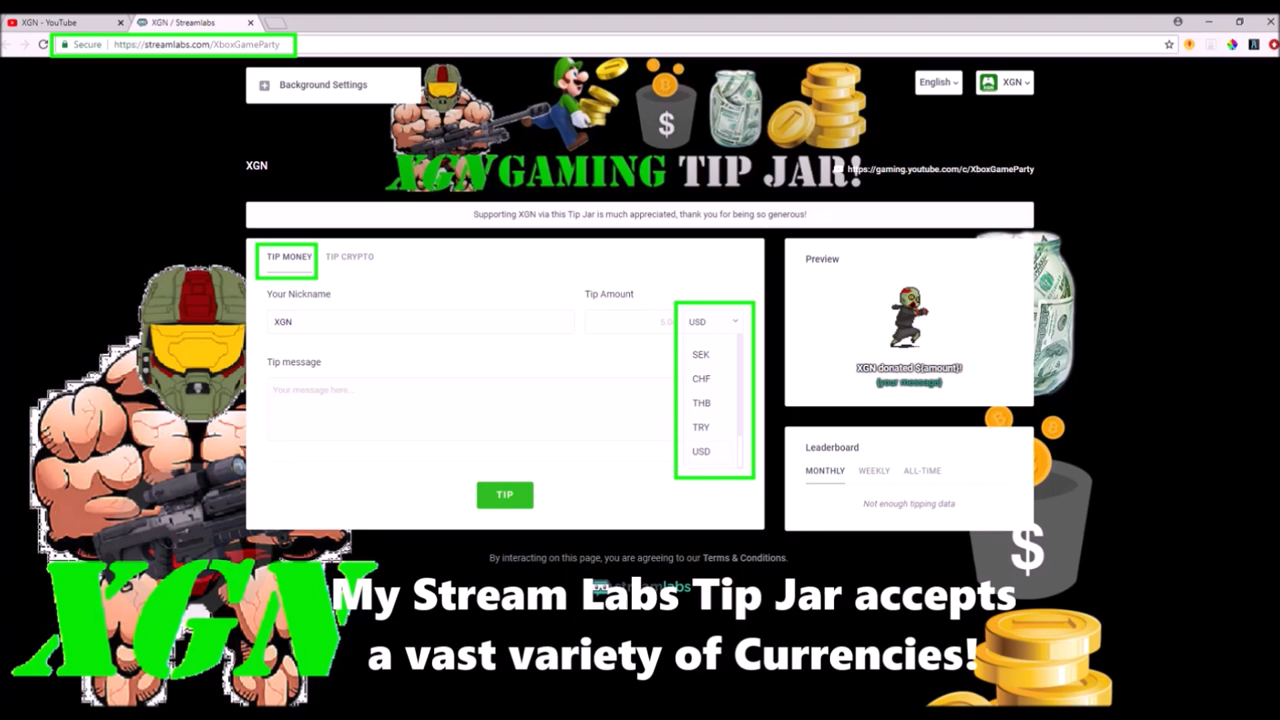 XGN - YouTube
XGN / Streamlabs
Secure
https://streamlabs.com/XboxGameParty
Background Settings
$
English
XGN
XGN
XGN GAMING TIP JAR!
https://gaming.youtube.com/c/XboxGameParty
Supporting XGN via this Tip Jar is much appreciated, thank you for being so generous!
TIP MONEY
TIP CRYPTO
Preview
Your Nickname
Tip Amount
XGN
5.0
USD
SEK
CHF
THB
TRY
USD
Tip message
Your message here...
XGN donated ${amount}!
{your message}
Leaderboard
MONTHLY
WEEKLY
ALL-TIME
TIP
Not enough tipping data
$
By interacting on this page, you are agreeing to our Terms & Conditions.
streamlabs
XGN
My Stream Labs Tip Jar accepts
a vast variety of Currencies!